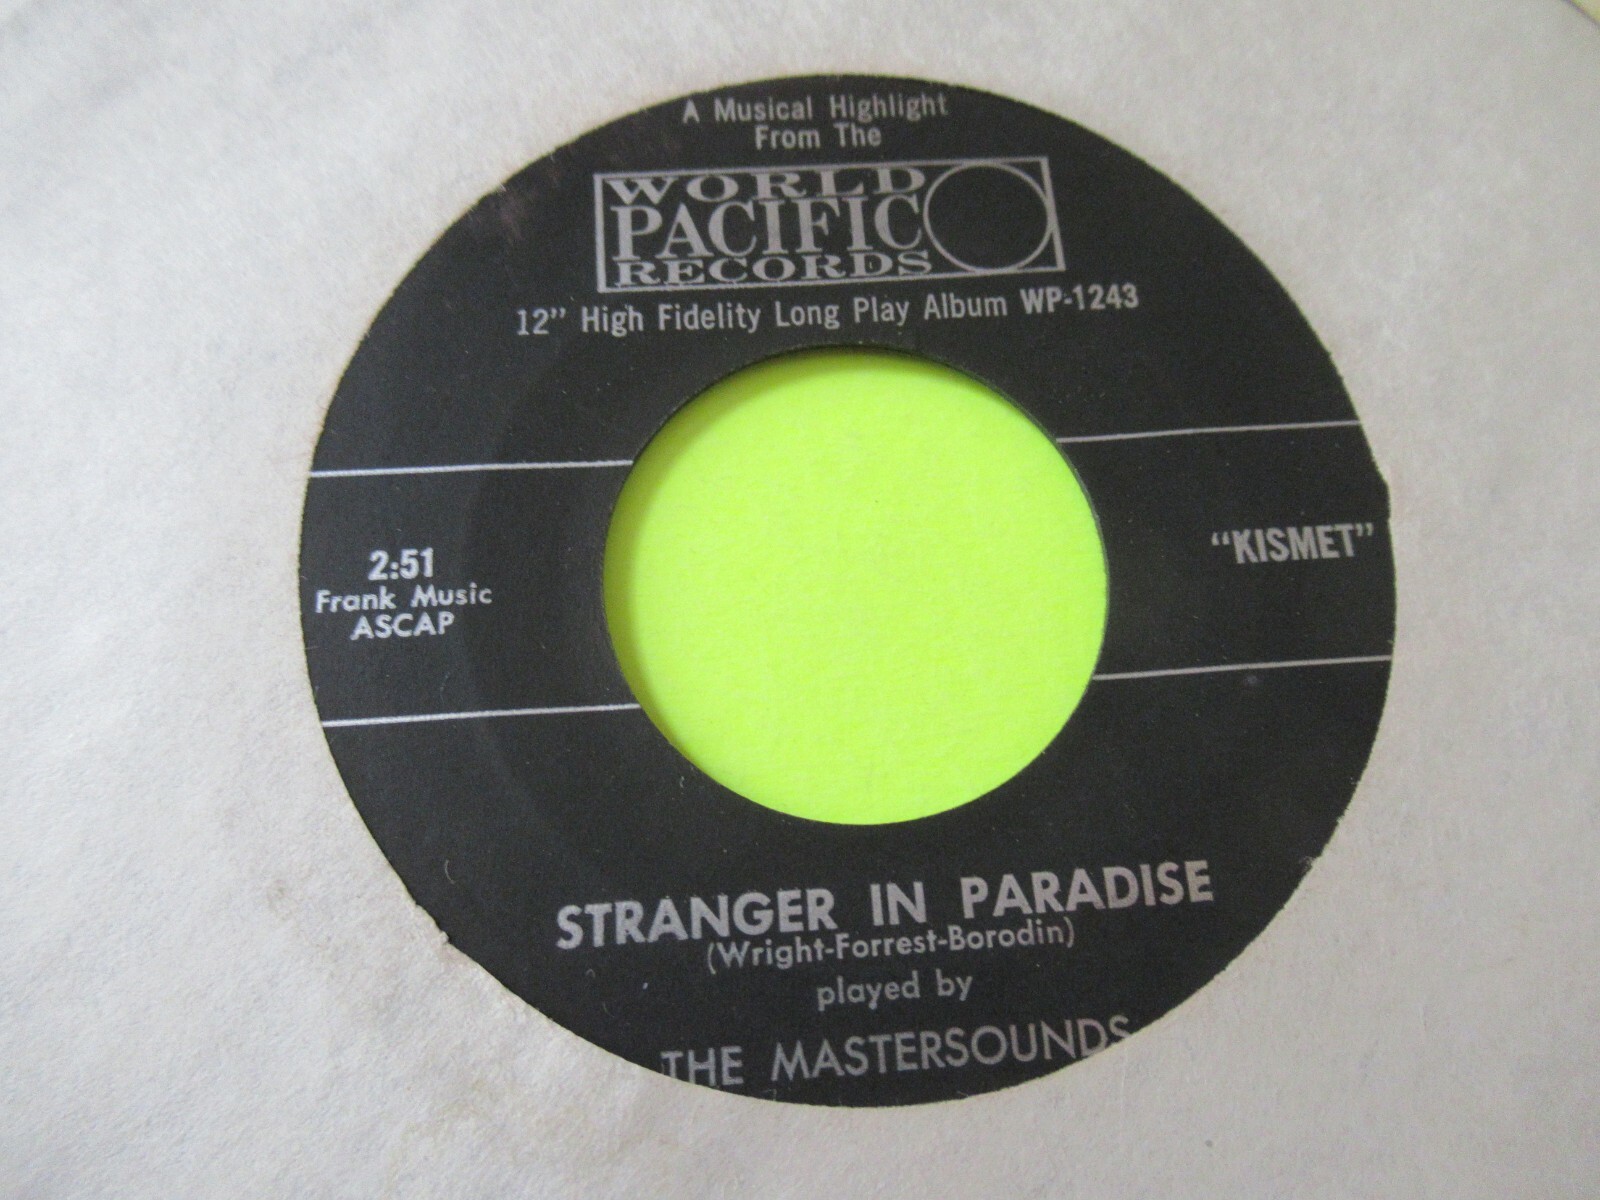 A Musical Highlight
From The
WORLD
PACIFIC
RECORDS
12" High Fidelity Long Play Album WP-1243
2:51
Frank Music
ASCAP
"KISMET"
STRANGER IN PARADISE
(Wright-Forrest-Borodin)
played by
THE MASTERSOUNDS